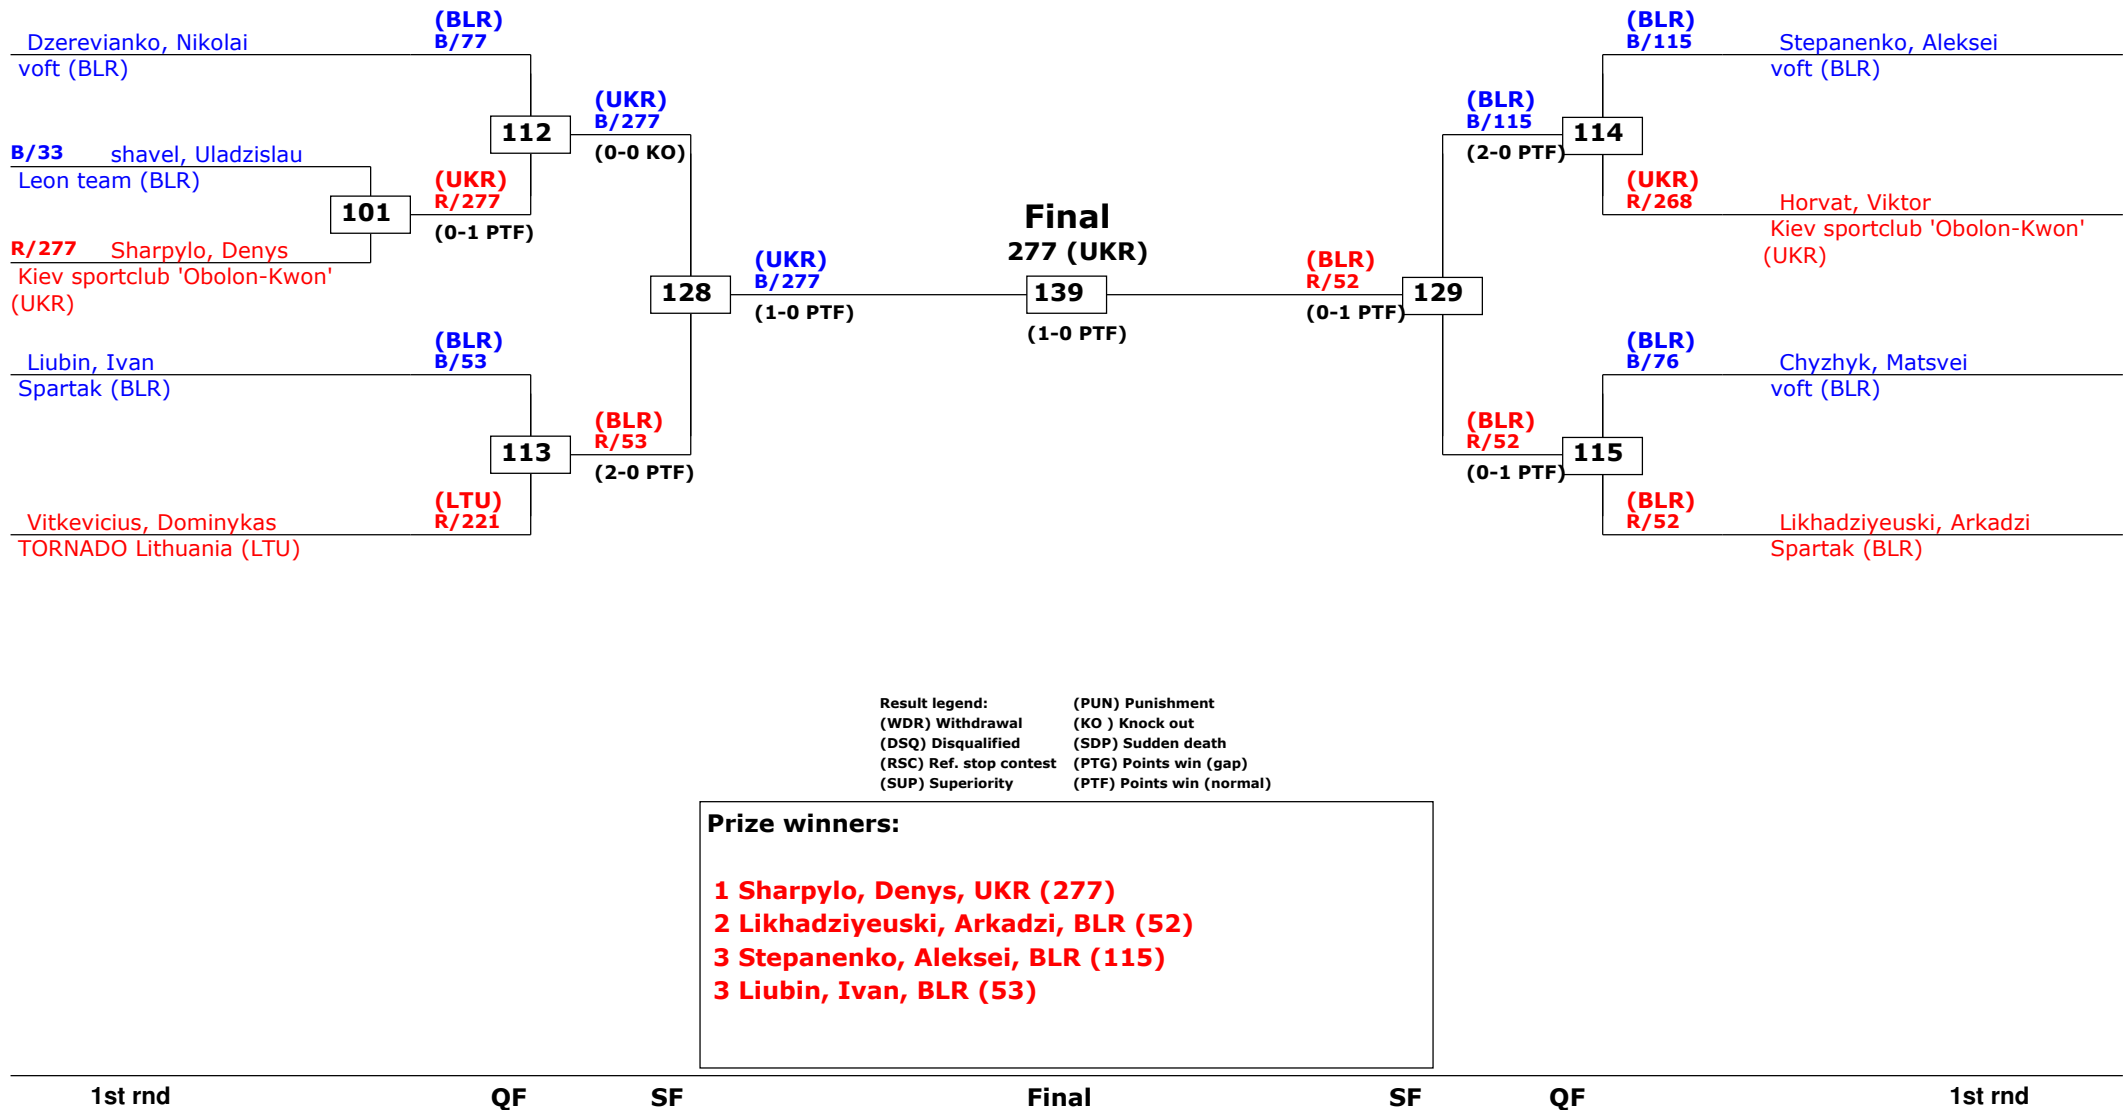 (BLR)
Dzerevianko, Nikolai B/77
voft (BLR)
(UKR)
B/277
112
(0-0 KO)
B/33 shavel, Uladzislau
Leon team (BLR)
(UKR)
R/277
101
(0-1 PTF)
R/277 Sharpylo, Denys
Kiev sportclub 'Obolon-Kwon'
(UKR)
(UKR)
B/277
128
(1-0 PTF)
(BLR)
Liubin, Ivan B/53
Spartak (BLR)
(BLR)
R/53
113
(2-0 PTF)
(LTU)
Vitkevicius, Dominykas R/221
TORNADO Lithuania (LTU)
Final
277 (UKR)
139
(1-0 PTF)
(BLR)
B/115 Stepanenko, Aleksei
voft (BLR)
(BLR)
B/115
114
(2-0 PTF)
(UKR)
R/268 Horvat, Viktor
Kiev sportclub 'Obolon-Kwon'
(UKR)
(BLR)
R/52
129
(0-1 PTF)
(BLR)
B/76 Chyzhyk, Matsvei
voft (BLR)
(BLR)
R/52
115
(0-1 PTF)
(BLR)
R/52 Likhadziyeuski, Arkadzi
Spartak (BLR)
Result legend: (PUN) Punishment
(WDR) Withdrawal (KO ) Knock out
(DSQ) Disqualified (SDP) Sudden death
(RSC) Ref. stop contest (PTG) Points win (gap)
(SUP) Superiority (PTF) Points win (normal)
Prize winners:
1 Sharpylo, Denys, UKR (277)
2 Likhadziyeuski, Arkadzi, BLR (52)
3 Stepanenko, Aleksei, BLR (115)
3 Liubin, Ivan, BLR (53)
1st rnd QF SF Final SF QF 1st rnd